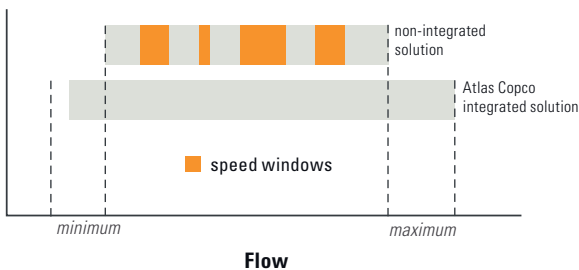 non-integrated
solution
Atlas Copco
integrated solution
speed windows
minimum
maximum
Flow